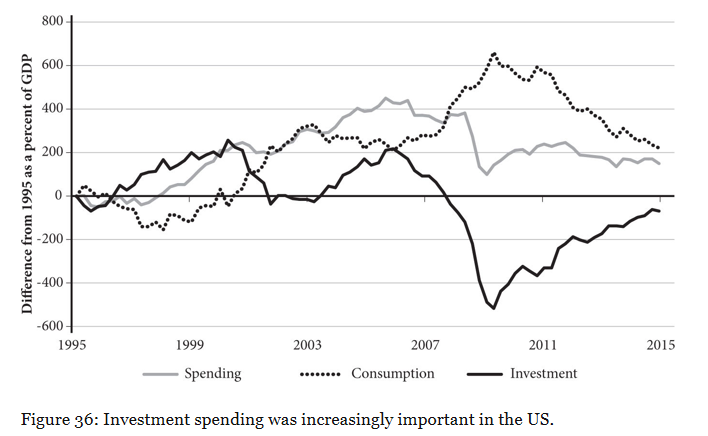 Difference from 1995 as a percent of GDP
800
600
400
200
0
-200
-400
-600
1995
1999
2003
2007
2011
2015
Spending
Consumption
Investment
Figure 36: Investment spending was increasingly important in the US.